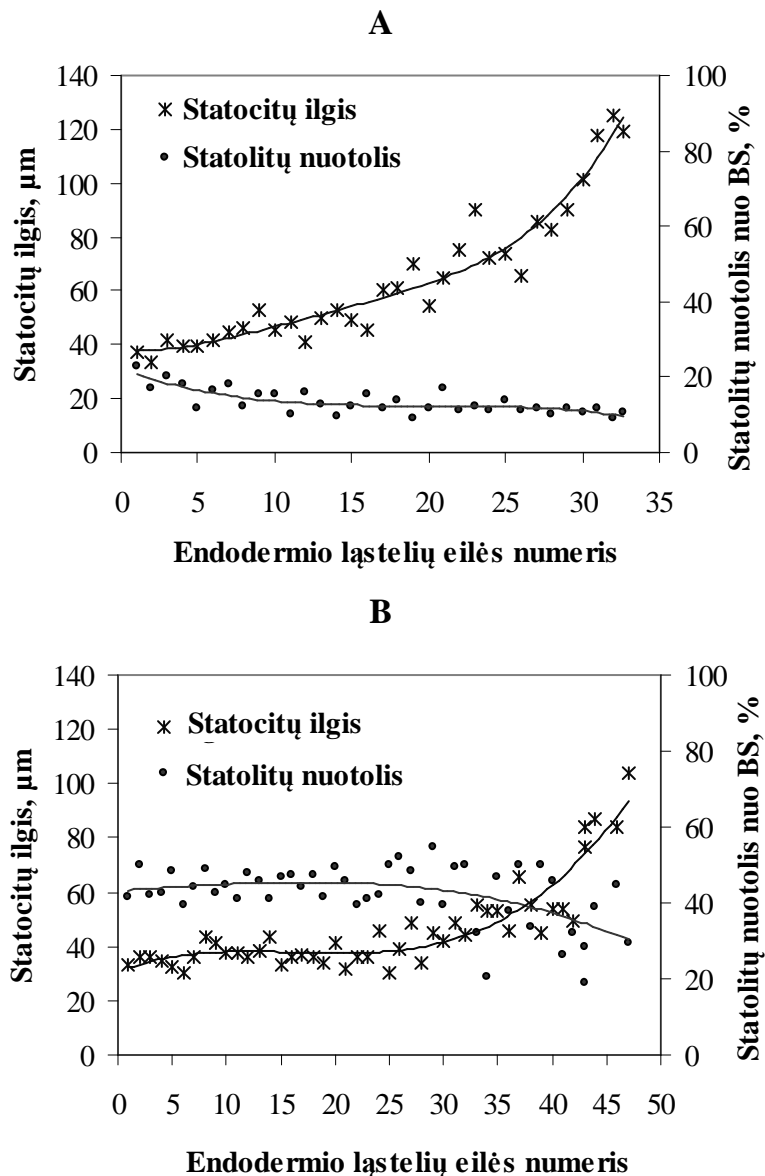 A
140
120
100
80
60
40
20
0
100
80
60
40
20
0
Statocitų ilgis
Statolitų nuotolis
Statocitų ilgis, µm
Statolitų nuotolis nuo BS, %
0 5 10 15 20 25 30 35
Endodermio ląstelių eilės numeris
B
140
120
100
80
60
40
20
0
100
80
60
40
20
0
Statocitų ilgis
Statolitų nuotolis
Statocitų ilgis, µm
Statolitų nuotolis nuo BS, %
0 5 10 15 20 25 30 35 40 45 50
Endodermio ląstelių eilės numeris